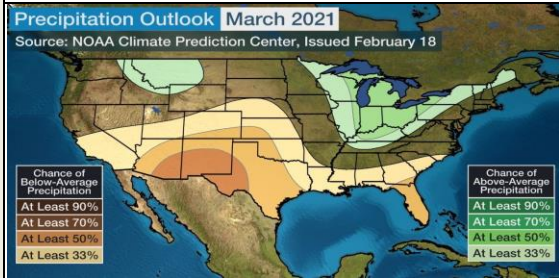 Precipitation Outlook March 2021
Source: NOAA Climate Prediction Center, Issued February 18
Chance of
Below-Average
Precipitation
At Least 90%
At Least 70%
At Least 50%
At Least 33%
Chance of
Above-Average
Precipitation
At Least 90%
At Least 70%
At Least 50%
At Least 33%